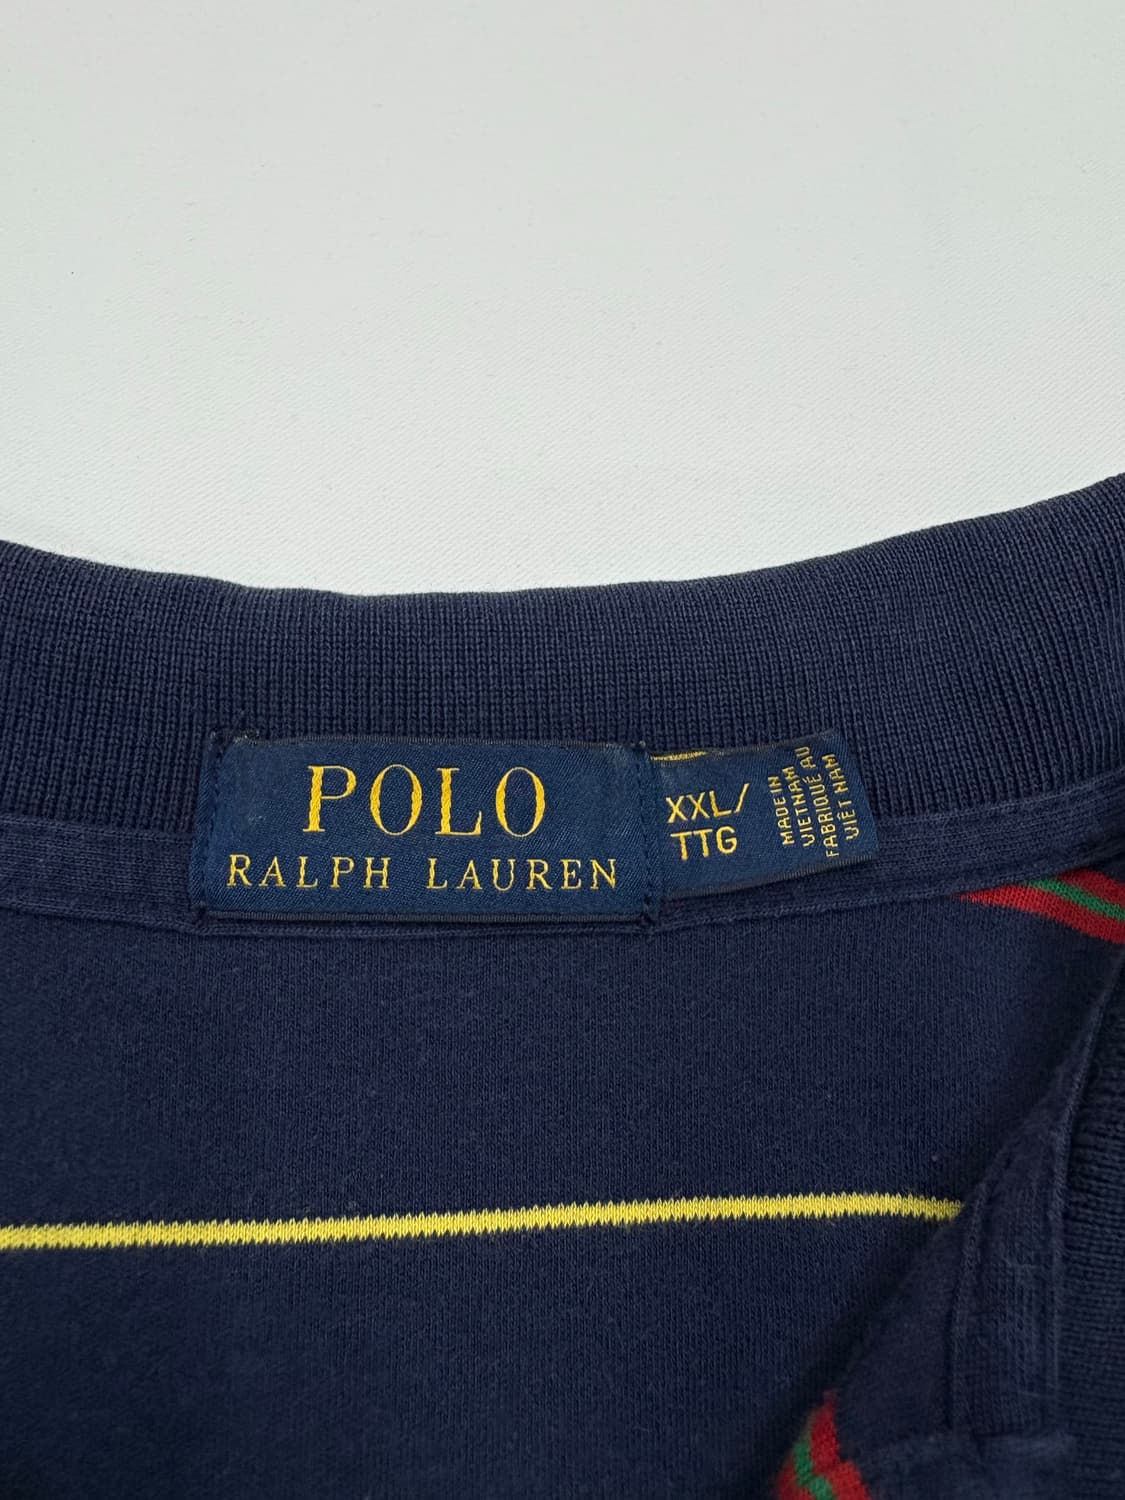 POLO
RALPH LAUREN
XXL/
TTG
MADE IN
VIETNAM
FABRIQUÉ AU
VIÊT NAM